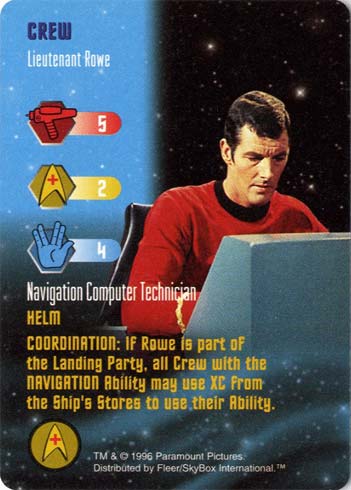 CREW
Lieutenant Rowe
5
2
4
Navigation Computer Technician
HELM
COORDINATION: If Rowe is part of
the Landing Party, all Crew with the
NAVIGATION Ability may use XC from
the Ship's Stores to use their Ability.
TM & © 1996 Paramount Pictures.
Distributed by Fleer/SkyBox International.™